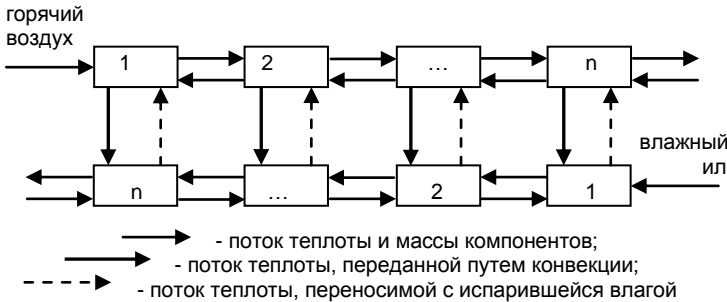 горячий
воздух
1 2 … n
влажный
ил
n … 2 1
- поток теплоты и массы компонентов;
- поток теплоты, переданной путем конвекции;
- поток теплоты, переносимой с испарившейся влагой